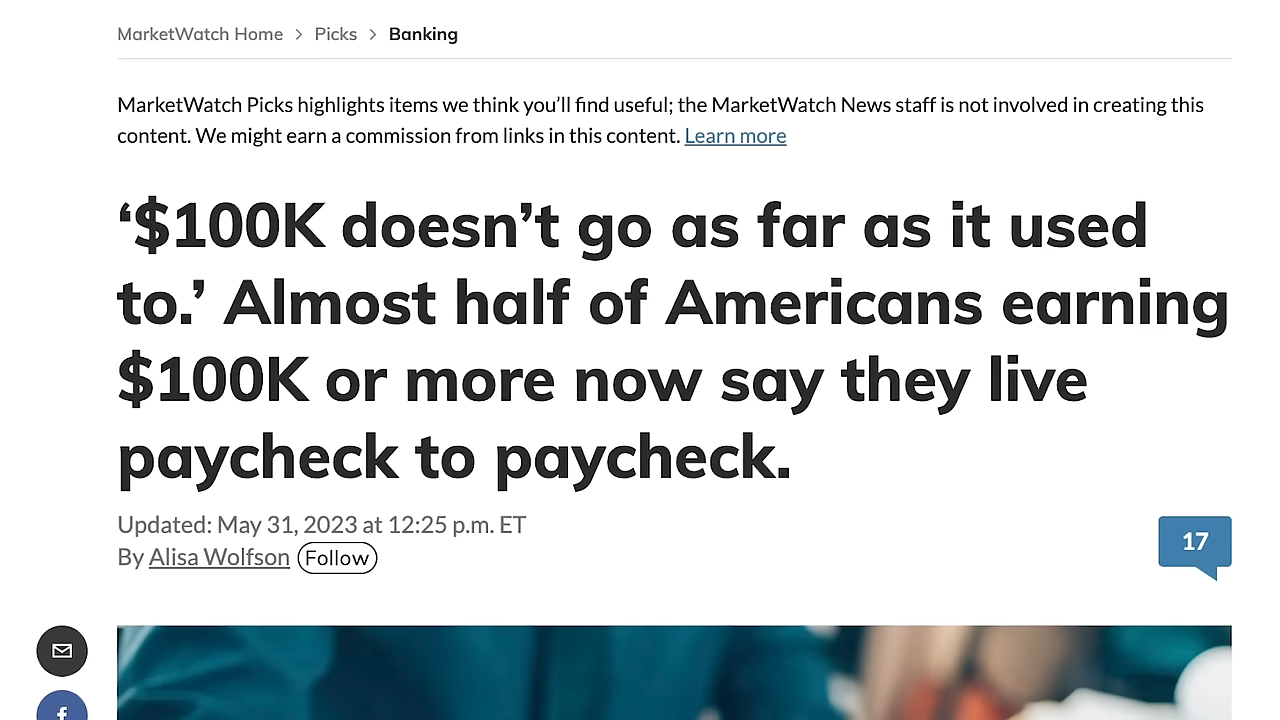 MarketWatch Home > Picks > Banking
MarketWatch Picks highlights items we think you’ll find useful; the MarketWatch News staff is not involved in creating this
content. We might earn a commission from links in this content. Learn more
‘$100K doesn’t go as far as it used
to.’ Almost half of Americans earning
$100K or more now say they live
paycheck to paycheck.
Updated: May 31, 2023 at 12:25 p.m. ET
By Alisa Wolfson Follow
17